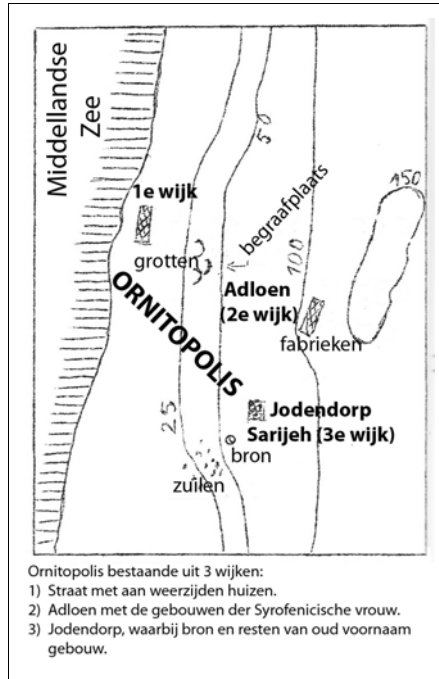 Middellandse
Zee
50
150
1e wijk
begraafplaats
grotten
100
Adloen
(2e wijk)
ORNITOPOLIS
fabrieken
25
Jodendorp
Sarijeh (3e wijk)
bron
zuilen
Ornitopolis bestaande uit 3 wijken:
1) Straat met aan weerzijden huizen.
2) Adloen met de gebouwen der Syrofenicische vrouw.
3) Jodendorp, waarbij bron en resten van oud voornaam
gebouw.